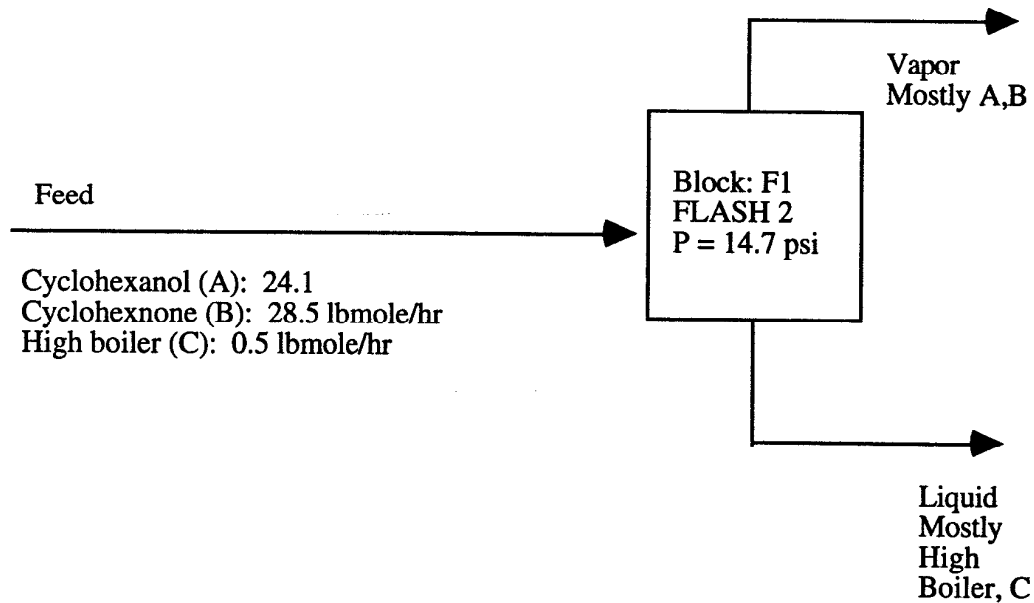 Vapor
Mostly A,B
Block: F1
FLASH 2
P = 14.7 psi
Feed
Cyclohexanol (A): 24.1
Cyclohexnone (B): 28.5 lbmole/hr
High boiler (C): 0.5 lbmole/hr
Liquid
Mostly
High
Boiler, C